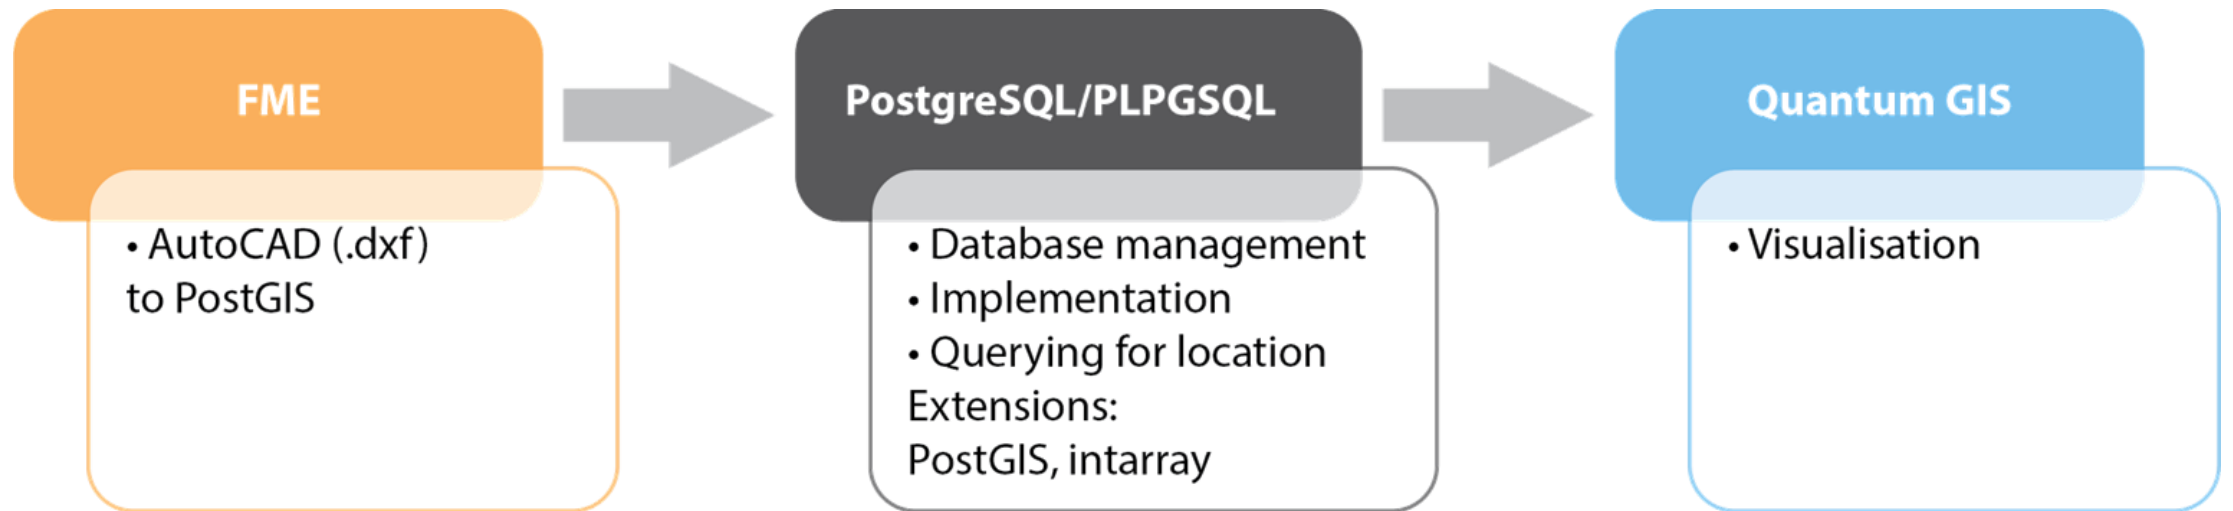 FME
• AutoCAD (.dxf)
to PostGIS
PostgreSQL/PLPGSQL
• Database management
• Implementation
• Querying for location
Extensions:
PostGIS, intarray
Quantum GIS
• Visualisation